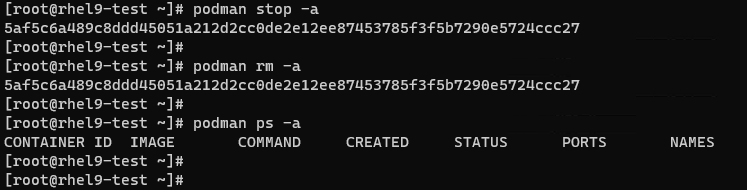 [root@rhel9-test ~]# podman stop -a
5af5c6a489c8ddd45051a212d2cc0de2e12ee87453785f3f5b7290e5724ccc27
[root@rhel9-test ~]#
[root@rhel9-test ~]# podman rm -a
5af5c6a489c8ddd45051a212d2cc0de2e12ee87453785f3f5b7290e5724ccc27
[root@rhel9-test ~]#
[root@rhel9-test ~]# podman ps -a
CONTAINER ID  IMAGE       COMMAND     CREATED     STATUS      PORTS       NAMES
[root@rhel9-test ~]#
[root@rhel9-test ~]#